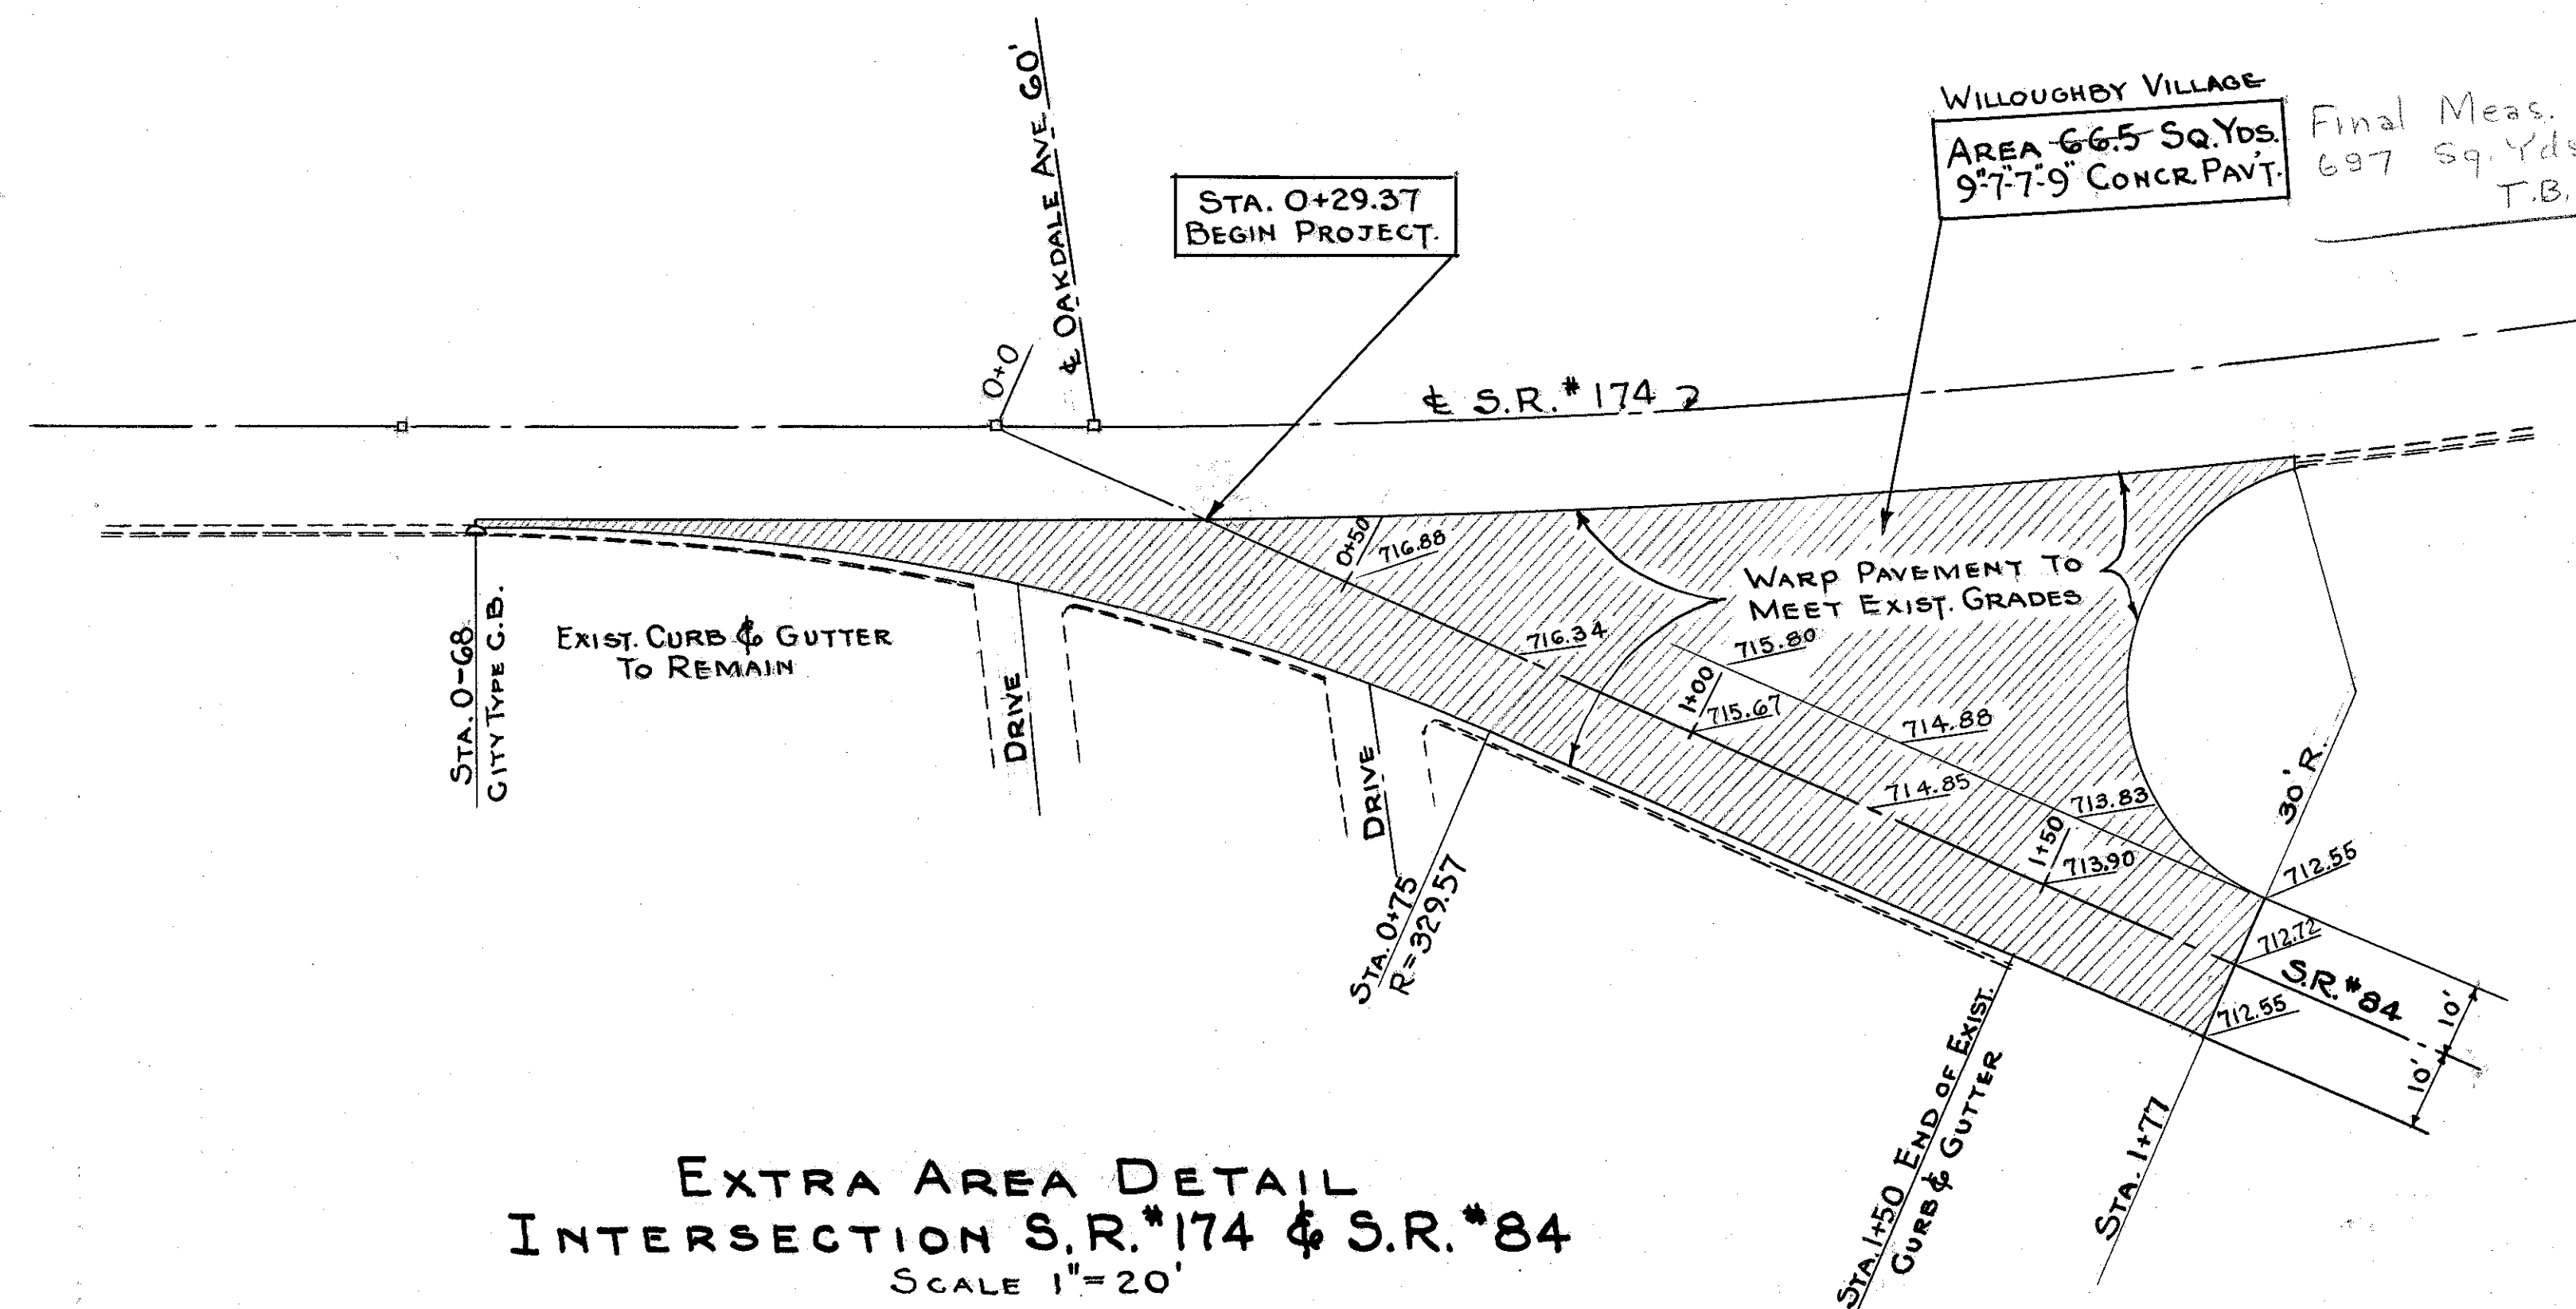 WILLOUGHBY VILLAGE
AREA 66.5 SQ. YDS.
9"-7"-7"-9" CONCR. PAV'T.
Final Meas.
697 Sq. Yds
T.B.
℄ OAKDALE AVE. 60'
STA. 0+29.37
BEGIN PROJECT.
0+0
℄ S.R. #174
0+50
716.88
WARP PAVEMENT TO
MEET EXIST. GRADES
716.34
715.80
1+00
715.67
714.88
714.85
713.83
1+50
713.90
30' R.
712.55
712.72
712.55
S.R. #84
10'
10'
STA. 0-68
CITY TYPE C.B.
EXIST. CURB & GUTTER
TO REMAIN
DRIVE
DRIVE
STA. 0+75
R=329.57
STA. 1+50 END OF EXIST.
CURB & GUTTER
STA. 1+77
EXTRA AREA DETAIL
INTERSECTION S.R. #174 & S.R. #84
SCALE 1"=20'